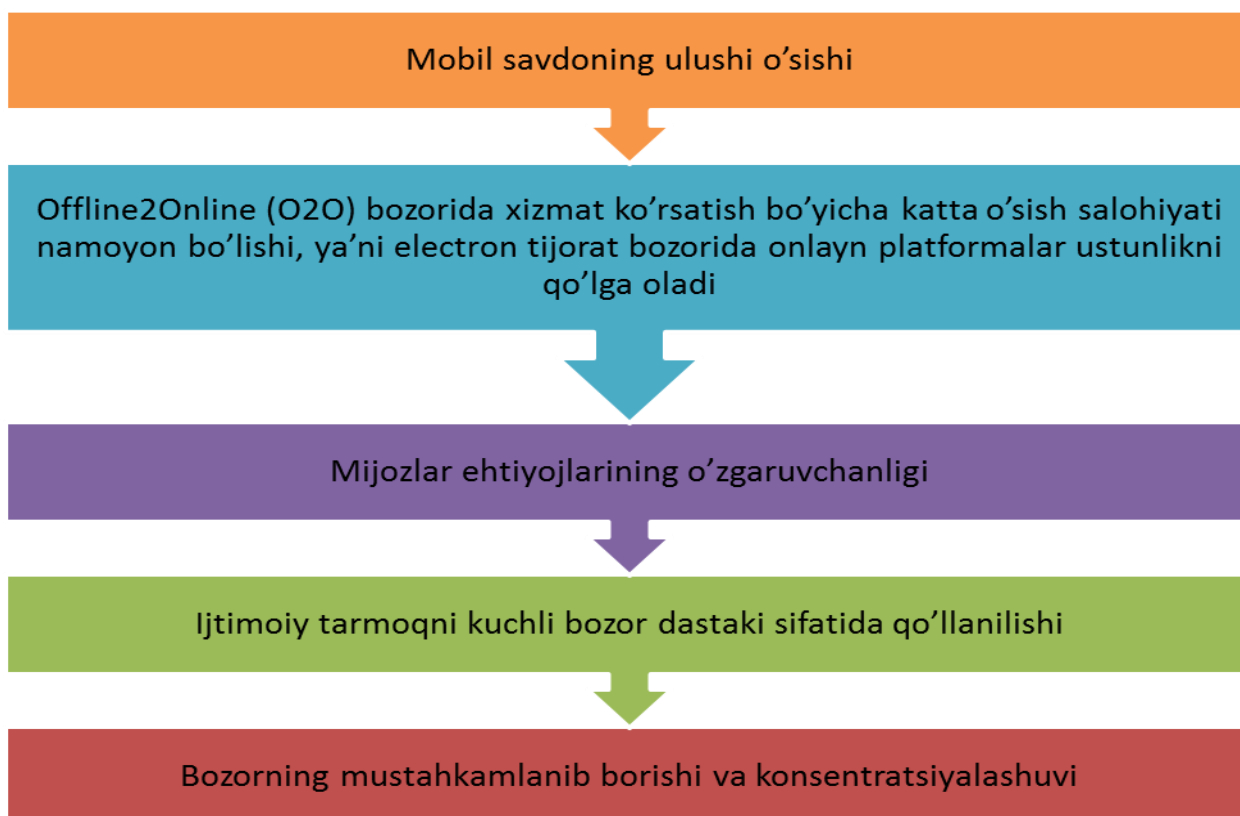 Mobil savdoning ulushi o’sishi
Offline2Online (O2O) bozorida xizmat ko’rsatish bo’yicha katta o’sish salohiyati
namoyon bo’lishi, ya’ni electron tijorat bozorida onlayn platformalar ustunlikni
qo’lga oladi
Mijozlar ehtiyojlarining o’zgaruvchanligi
Ijtimoiy tarmoqni kuchli bozor dastaki sifatida qo’llanilishi
Bozorning mustahkamlanib borishi va konsentratsiyalashuvi